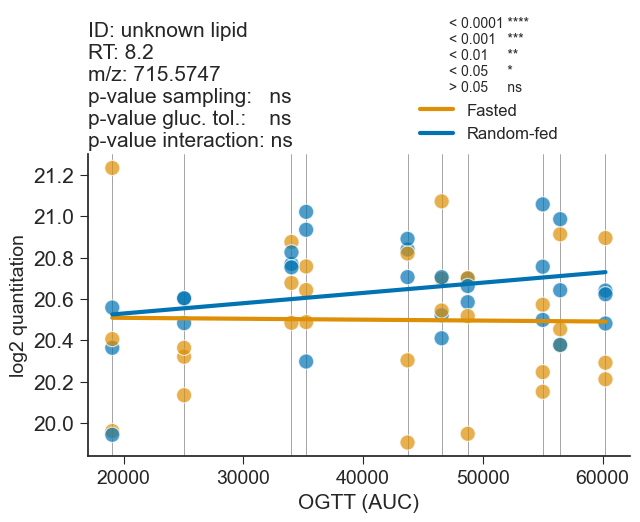 ID: unknown lipid
RT: 8.2
m/z: 715.5747
p-value sampling: ns
p-value gluc. tol.: ns
p-value interaction: ns
< 0.0001 ****
< 0.001 ***
< 0.01 **
< 0.05 *
> 0.05 ns
Fasted
Random-fed
log2 quantitation
21.2
21.0
20.8
20.6
20.4
20.2
20.0
20000 30000 40000 50000 60000
OGTT (AUC)